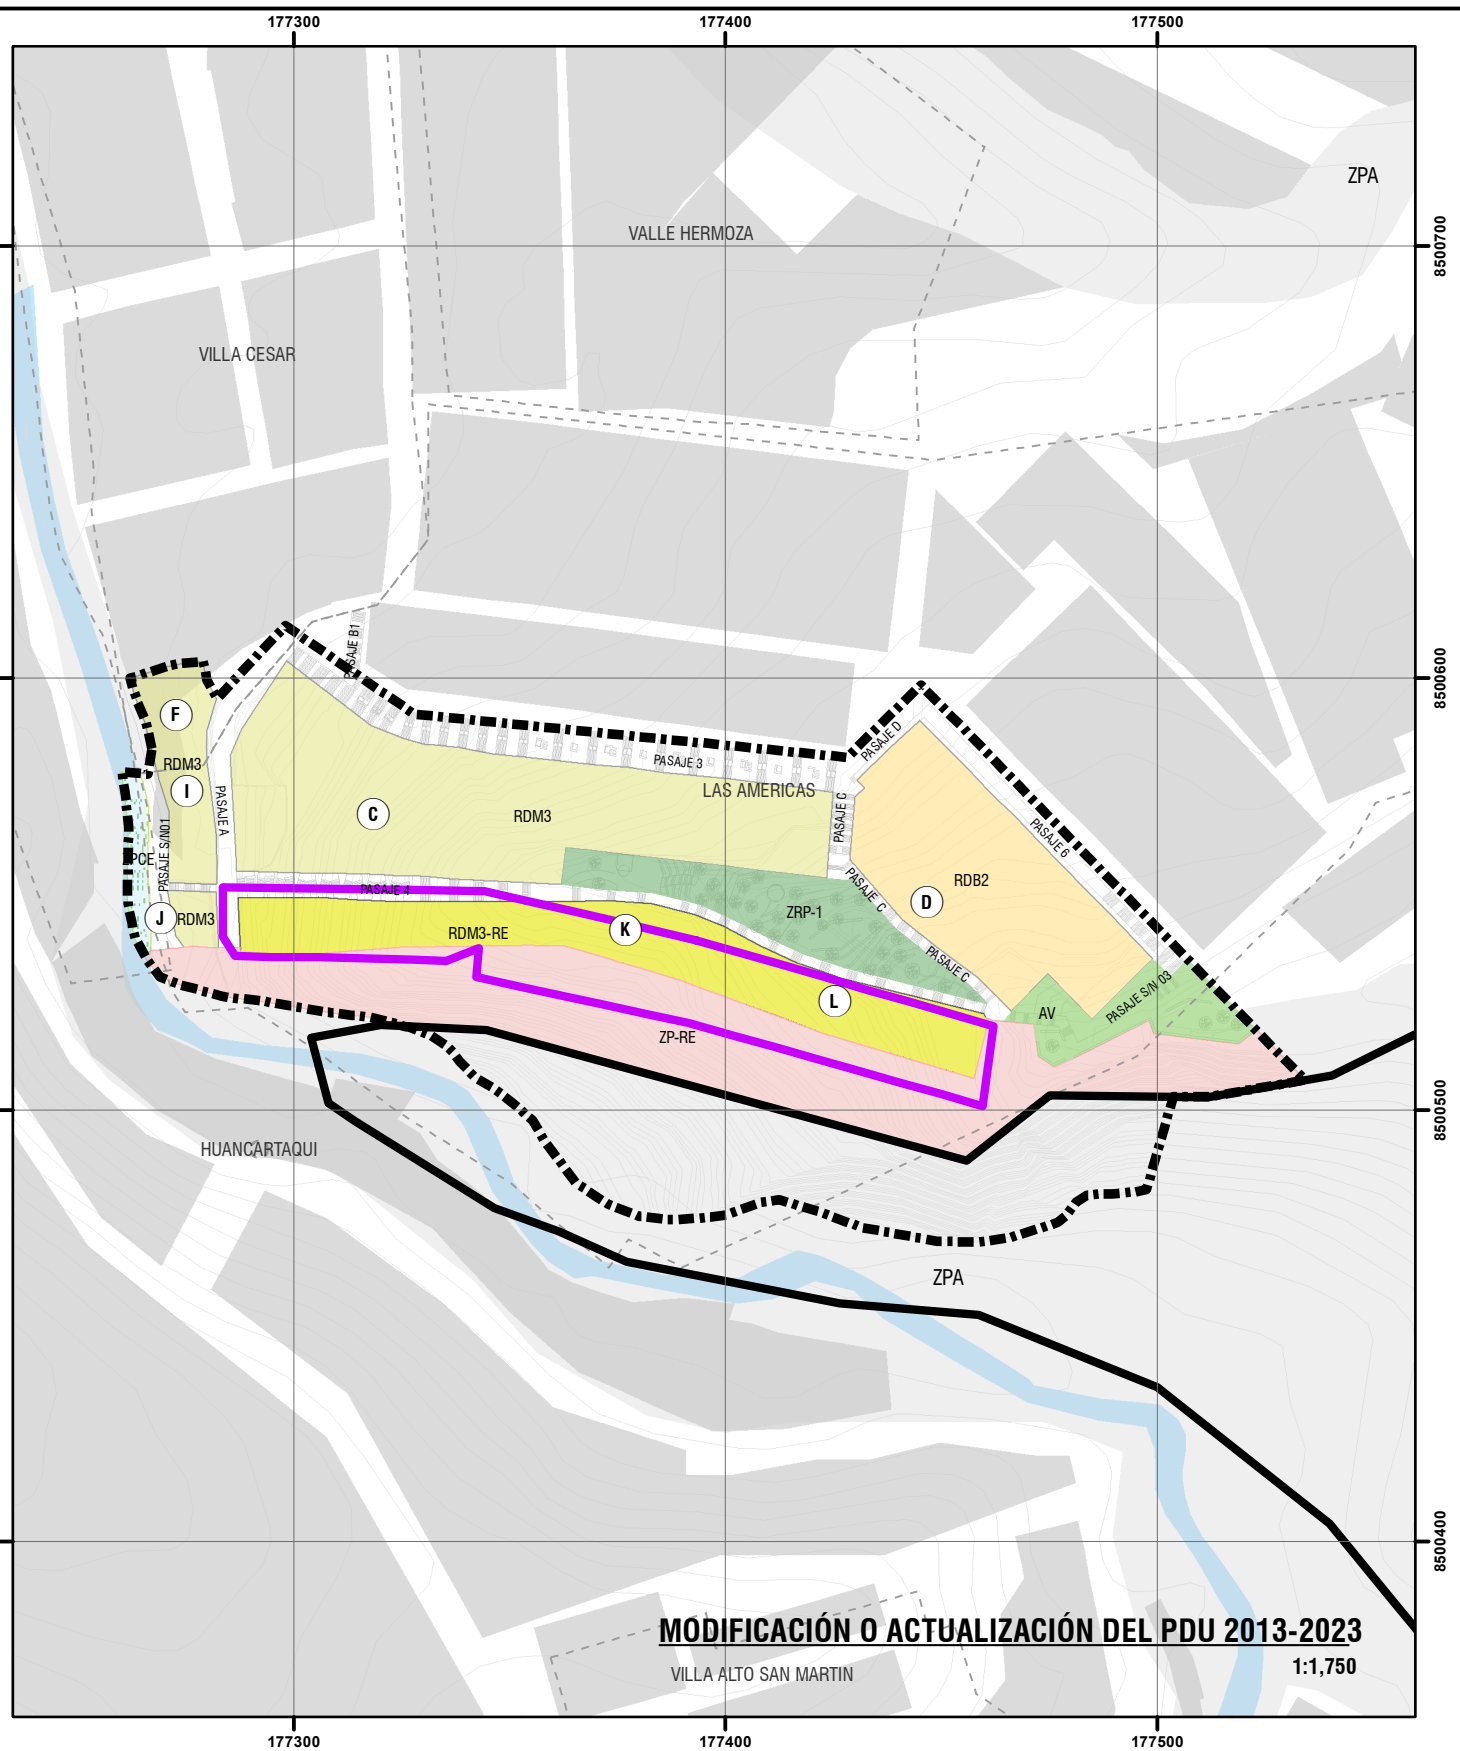 177300
177400
177500
ZPA
VALLE HERMOZA
8500700
VILLA CESAR
PASAJE B1
8500600
F
PASAJE D
PASAJE 3
RDM3
I
LAS AMERICAS
PASAJE A
C
RDM3
PASAJE C
PASAJE 6
PASAJE S/N01
PCE
RDB2
PASAJE 4
PASAJE C
D
ZRP-1
J
RDM3
RDM3-RE
K
PASAJE C
PASAJE S/N 03
L
AV
ZP-RE
8500500
HUANCARTAQUI
ZPA
8500400
MODIFICACIÓN O ACTUALIZACIÓN DEL PDU 2013-2023
1:1,750
VILLA ALTO SAN MARTIN
177300
177400
177500